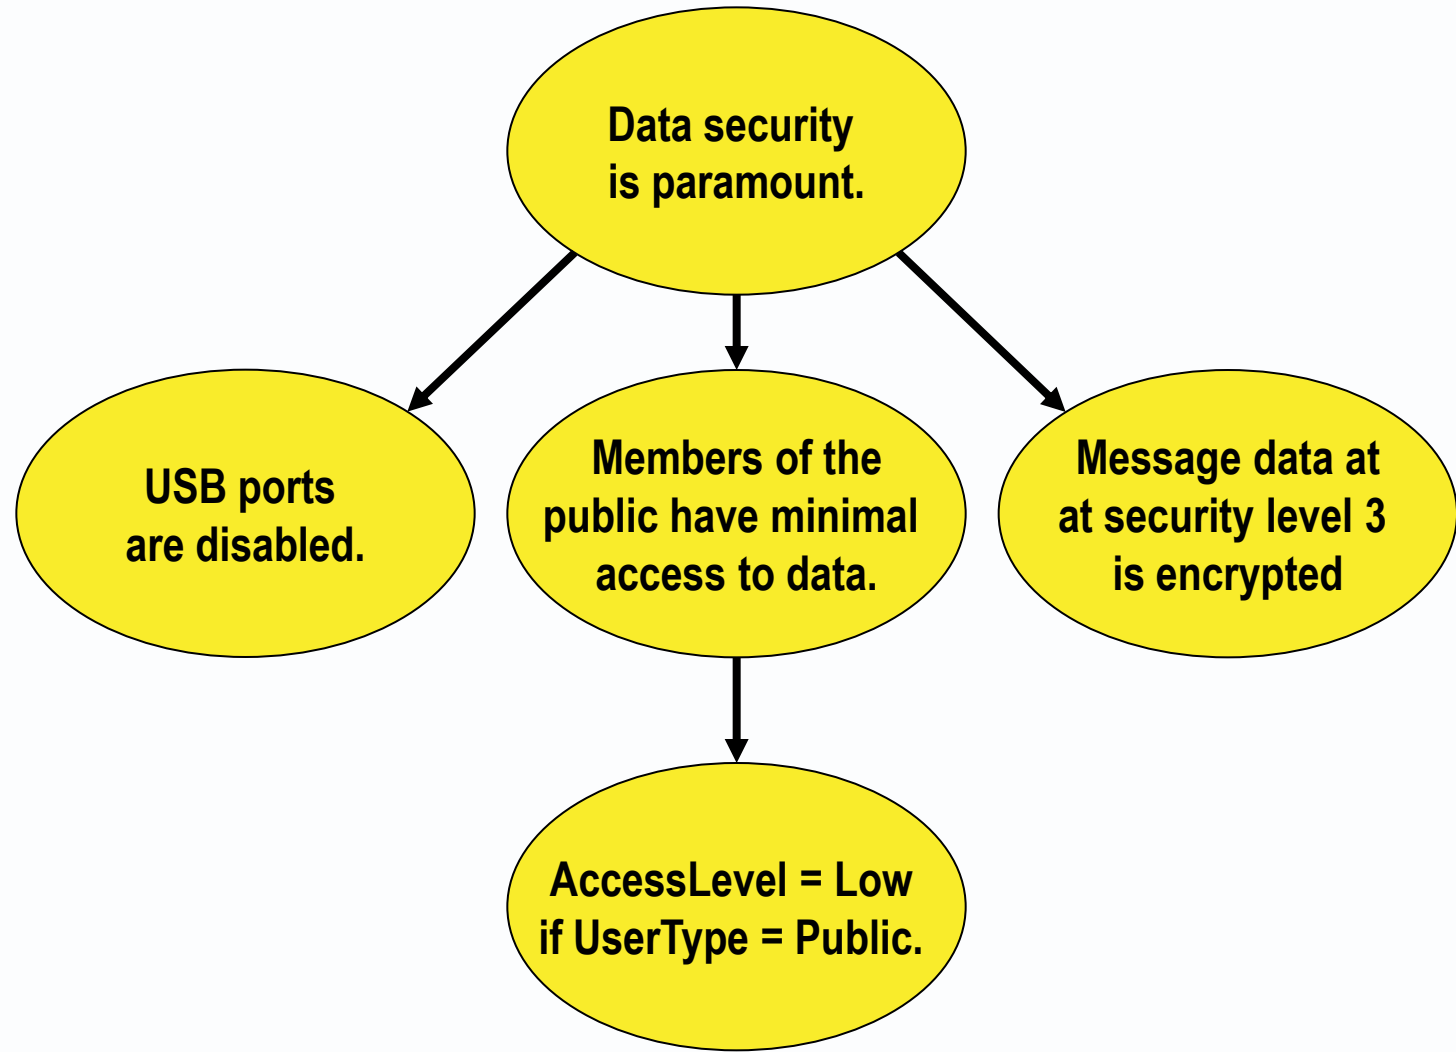 Data security
is paramount.
USB ports
are disabled.
Members of the
public have minimal
access to data.
Message data at
at security level 3
is encrypted
AccessLevel = Low
if UserType = Public.